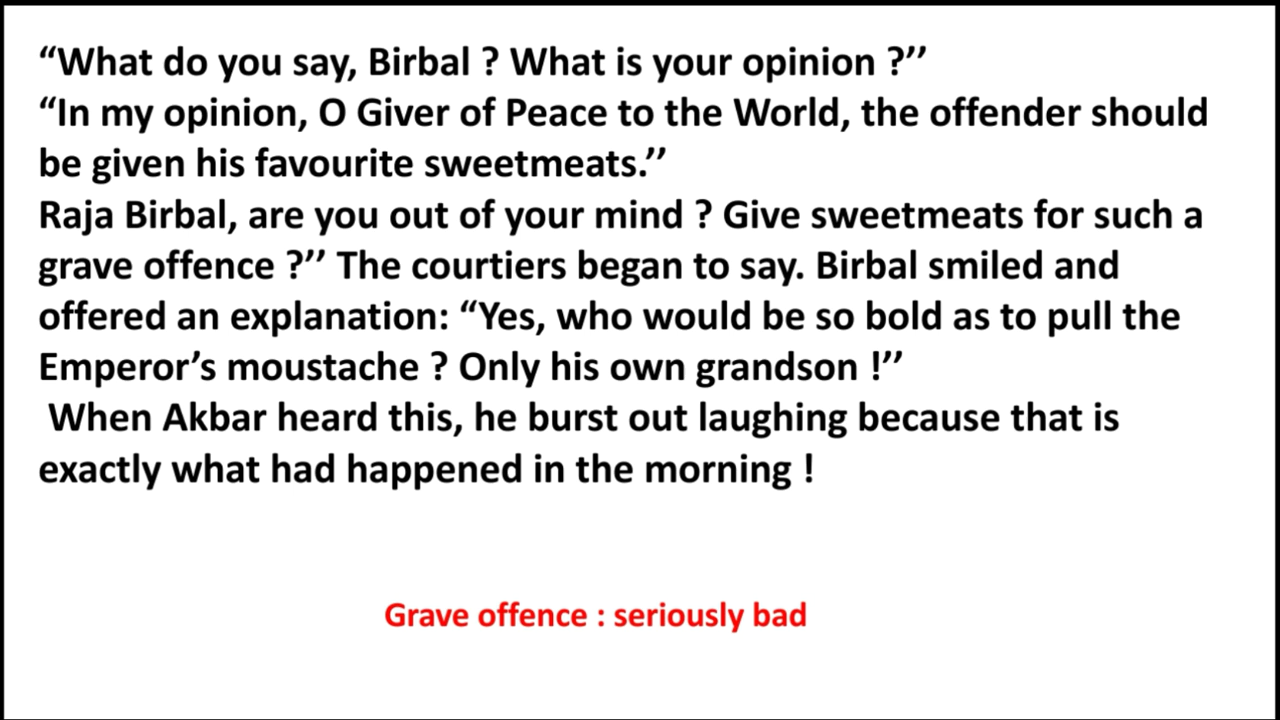 “What do you say, Birbal ? What is your opinion ?’’
“In my opinion, O Giver of Peace to the World, the offender should
be given his favourite sweetmeats.’’
Raja Birbal, are you out of your mind ? Give sweetmeats for such a
grave offence ?’’ The courtiers began to say. Birbal smiled and
offered an explanation: “Yes, who would be so bold as to pull the
Emperor’s moustache ? Only his own grandson !’’
When Akbar heard this, he burst out laughing because that is
exactly what had happened in the morning !
Grave offence : seriously bad